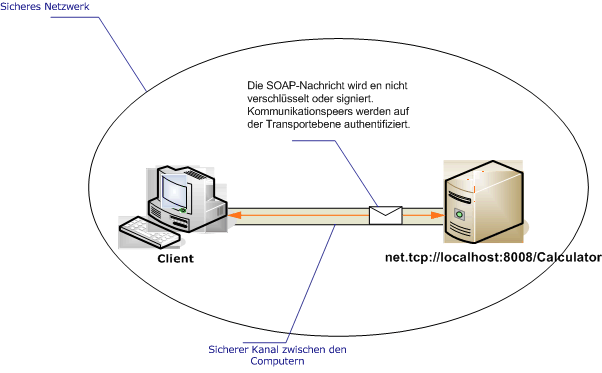 Sicheres Netzwerk
Die SOAP-Nachricht wird en nicht
verschlüsselt oder signiert.
Kommunikationspeers werden auf
der Transportebene authentifiziert.
Client
net.tcp://localhost:8008/Calculator
Sicherer Kanal zwischen den
Computern